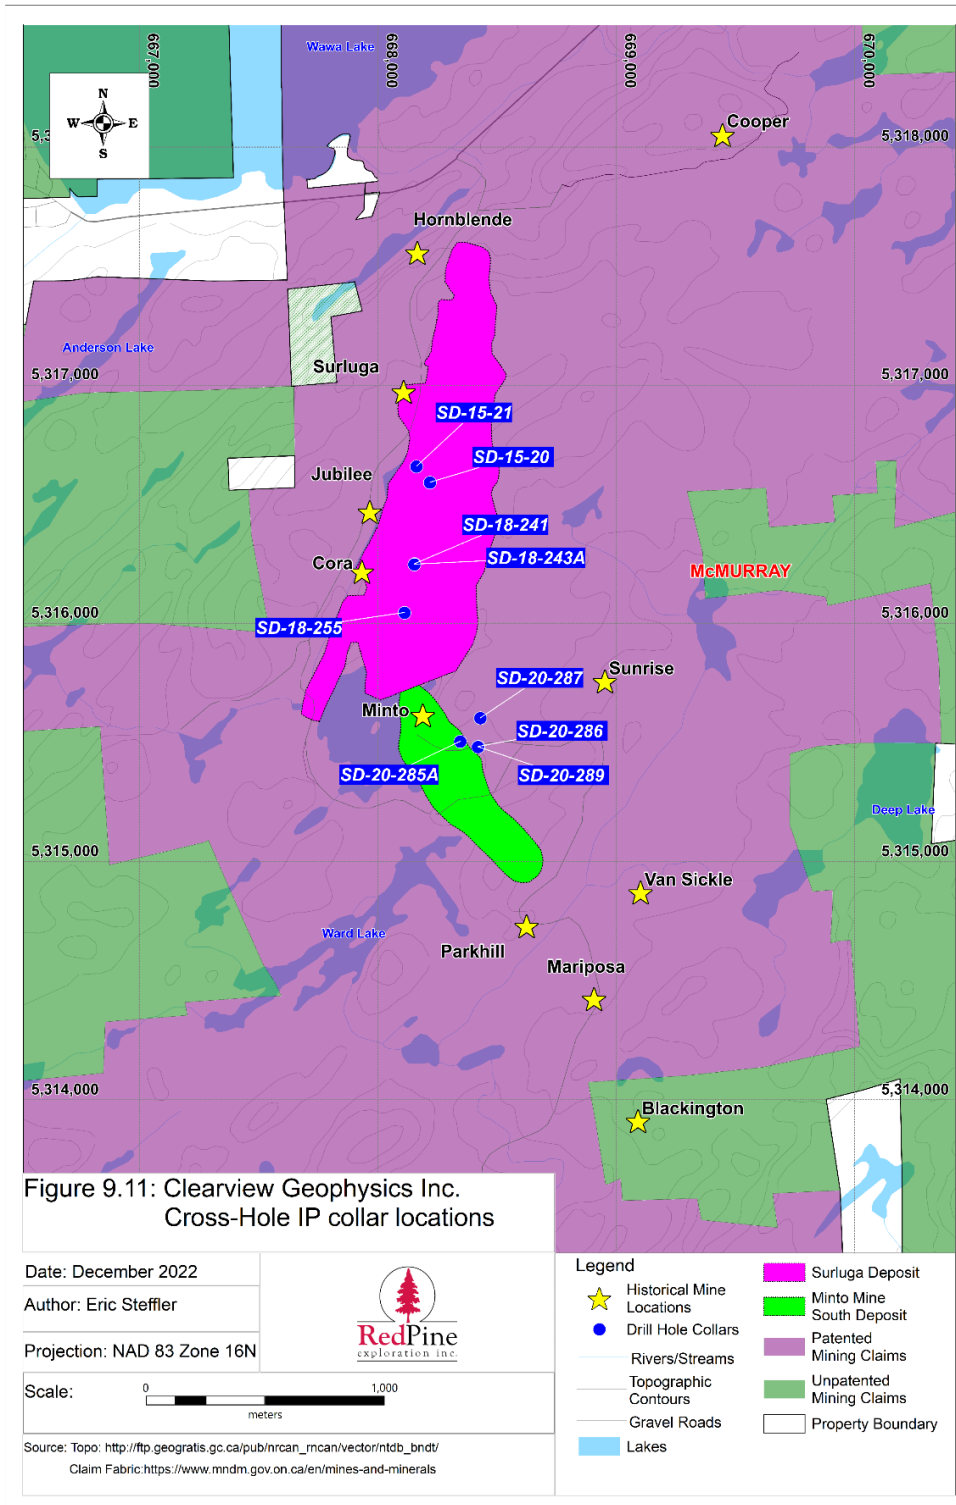 667,000
668,000
669,000
670,000
Wawa Lake
N
W E
S
5,3
Cooper
5,318,000
Hornblende
Anderson Lake
Surluga
5,317,000
5,317,000
SD-15-21
SD-15-20
Jubilee
SD-18-241
SD-18-243A
Cora
McMURRAY
5,316,000
5,316,000
SD-18-255
Sunrise
SD-20-287
Minto
SD-20-286
SD-20-285A
SD-20-289
Deep Lake
5,315,000
5,315,000
Van Sickle
Ward Lake
Parkhill
Mariposa
5,314,000
5,314,000
Blackington
Figure 9.11: Clearview Geophysics Inc.
Cross-Hole IP collar locations
Date: December 2022
Author: Eric Steffler
Projection: NAD 83 Zone 16N
RedPine
exploration inc.
Scale:
0 1,000
meters
Source: Topo: http://ftp.geogratis.gc.ca/pub/nrcan_rncan/vector/ntdb_bndt/
Claim Fabric:https://www.mndm.gov.on.ca/en/mines-and-minerals
Legend
Historical Mine
Locations
Drill Hole Collars
Rivers/Streams
Topographic
Contours
Gravel Roads
Lakes
Surluga Deposit
Minto Mine
South Deposit
Patented
Mining Claims
Unpatented
Mining Claims
Property Boundary